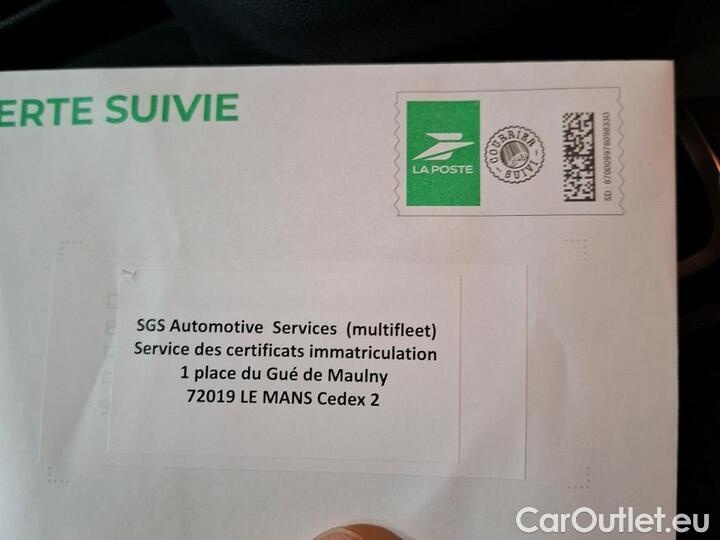 ERTE SUIVIE
LA POSTE
COURRIER
SUIVI
SD : 870009978098330
SGS Automotive Services (multifleet)
Service des certificats immatriculation
1 place du Gué de Maulny
72019 LE MANS Cedex 2
CarOutlet.eu